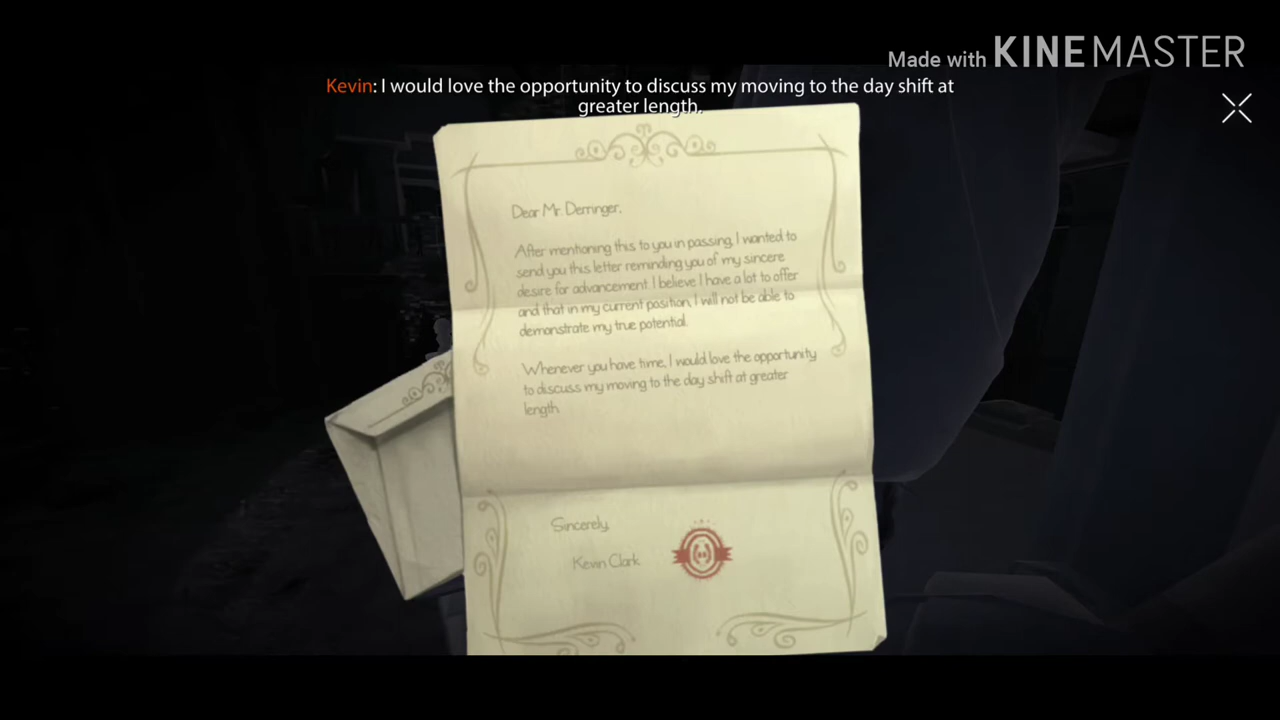 Made with KINEMASTER
Kevin: I would love the opportunity to discuss my moving to the day shift at
greater length.
Dear Mr. Derringer,
After mentioning this to you in passing, I wanted to
send you this letter reminding you of my sincere
desire for advancement. I believe I have a lot to offer
and that in my current position, I will not be able to
demonstrate my true potential.
Whenever you have time, I would love the opportunity
to discuss my moving to the day shift at greater
length.
Sincerely,
Kevin Clark